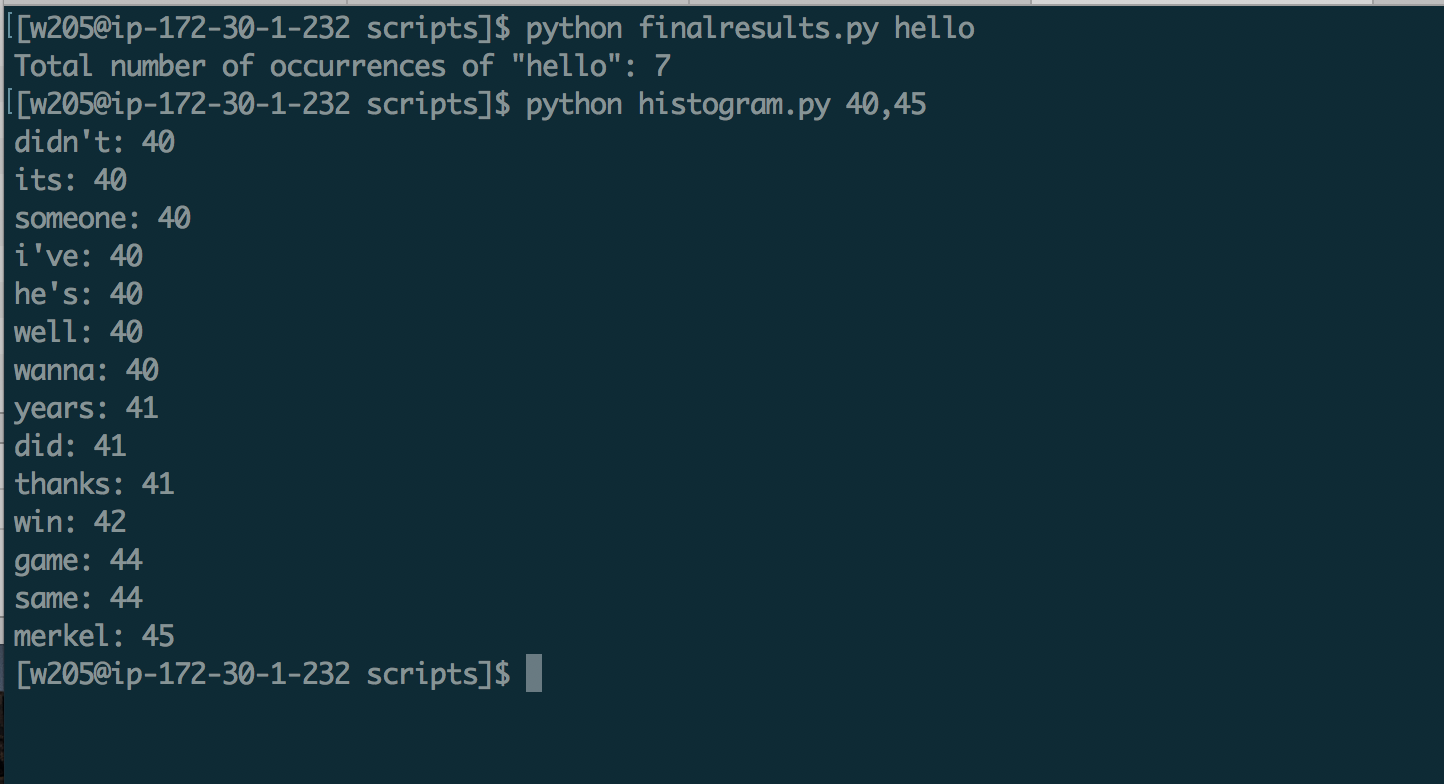 [[w205@ip-172-30-1-232 scripts]$ python finalresults.py hello
Total number of occurrences of "hello": 7
[[w205@ip-172-30-1-232 scripts]$ python histogram.py 40,45
didn't: 40
its: 40
someone: 40
i've: 40
he's: 40
well: 40
wanna: 40
years: 41
did: 41
thanks: 41
win: 42
game: 44
same: 44
merkel: 45
[w205@ip-172-30-1-232 scripts]$